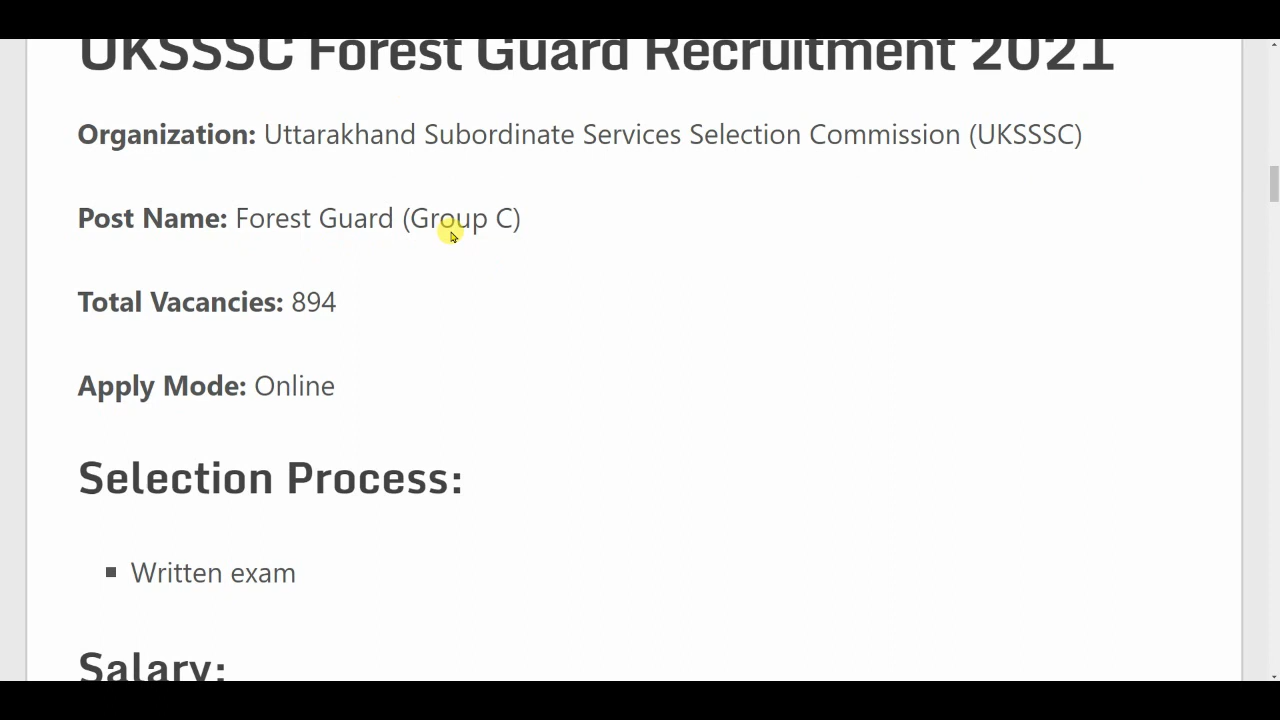 UKSSSC Forest Guard Recruitment 2021
Organization: Uttarakhand Subordinate Services Selection Commission (UKSSSC)
Post Name: Forest Guard (Group C)
Total Vacancies: 894
Apply Mode: Online
Selection Process:
Written exam
Salary: